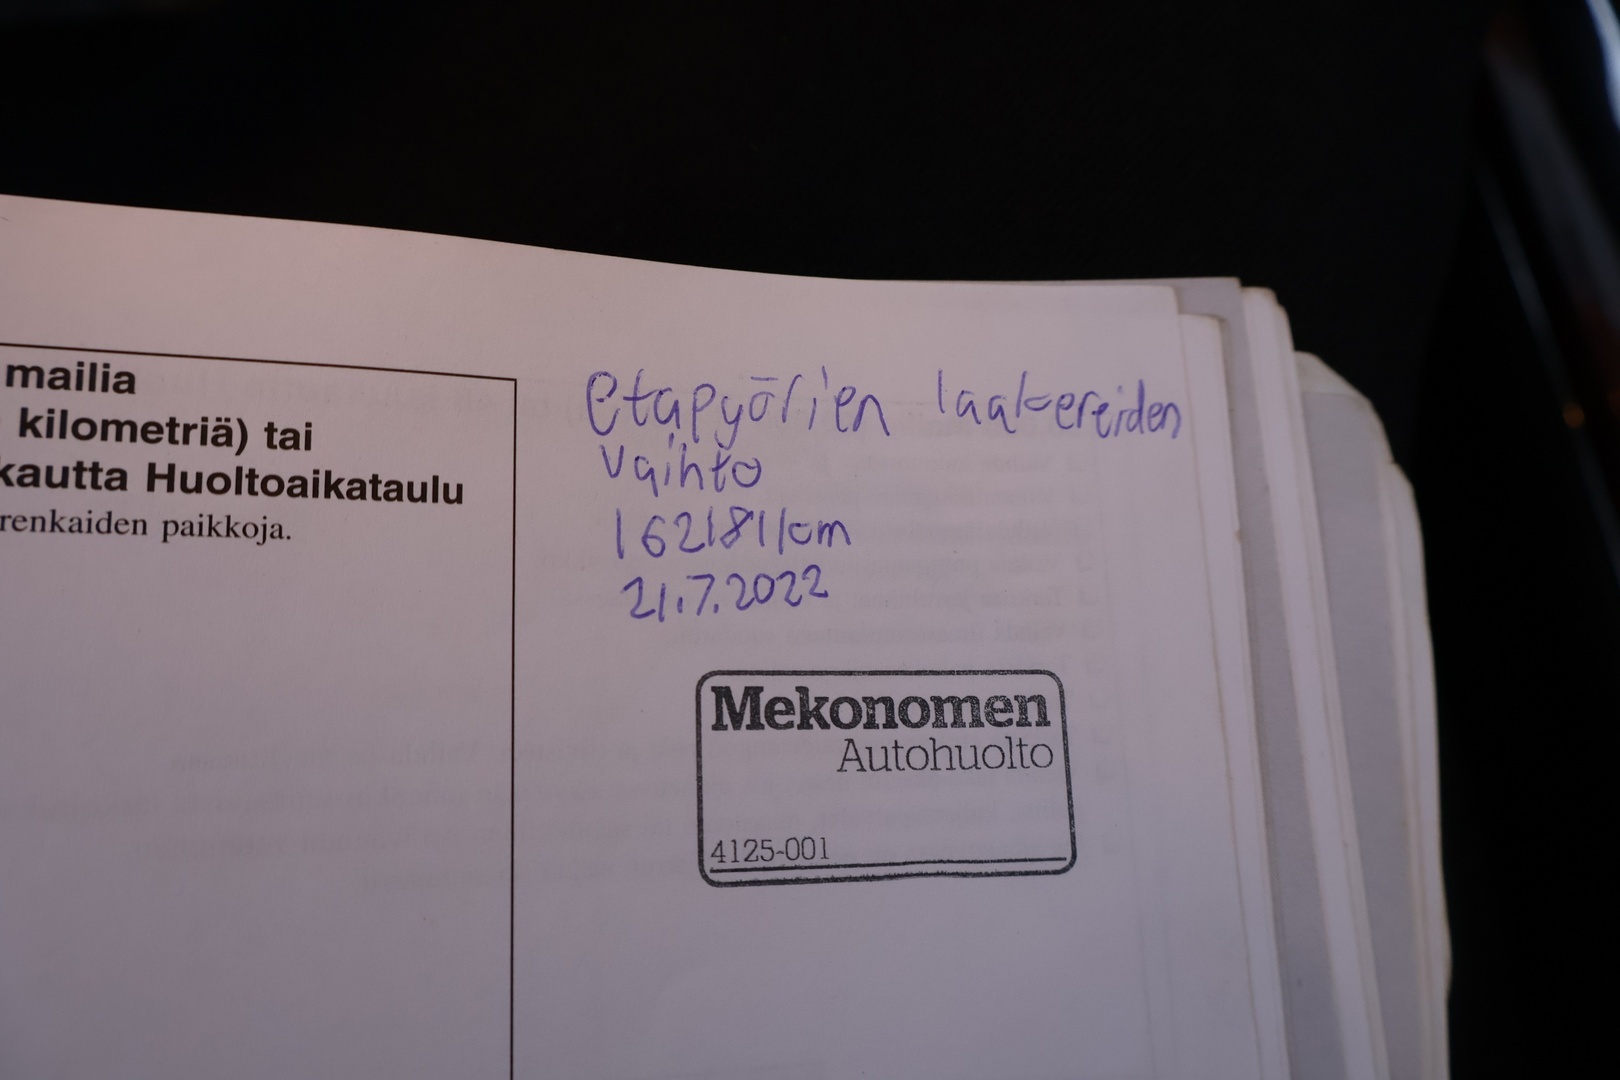 mailia
kilometriä) tai
kautta Huoltoaikataulu
renkaiden paikkoja.
etapyörien laakereiden
vaihto
162181km
21.7.2022
Mekonomen
Autohuolto
4125-001